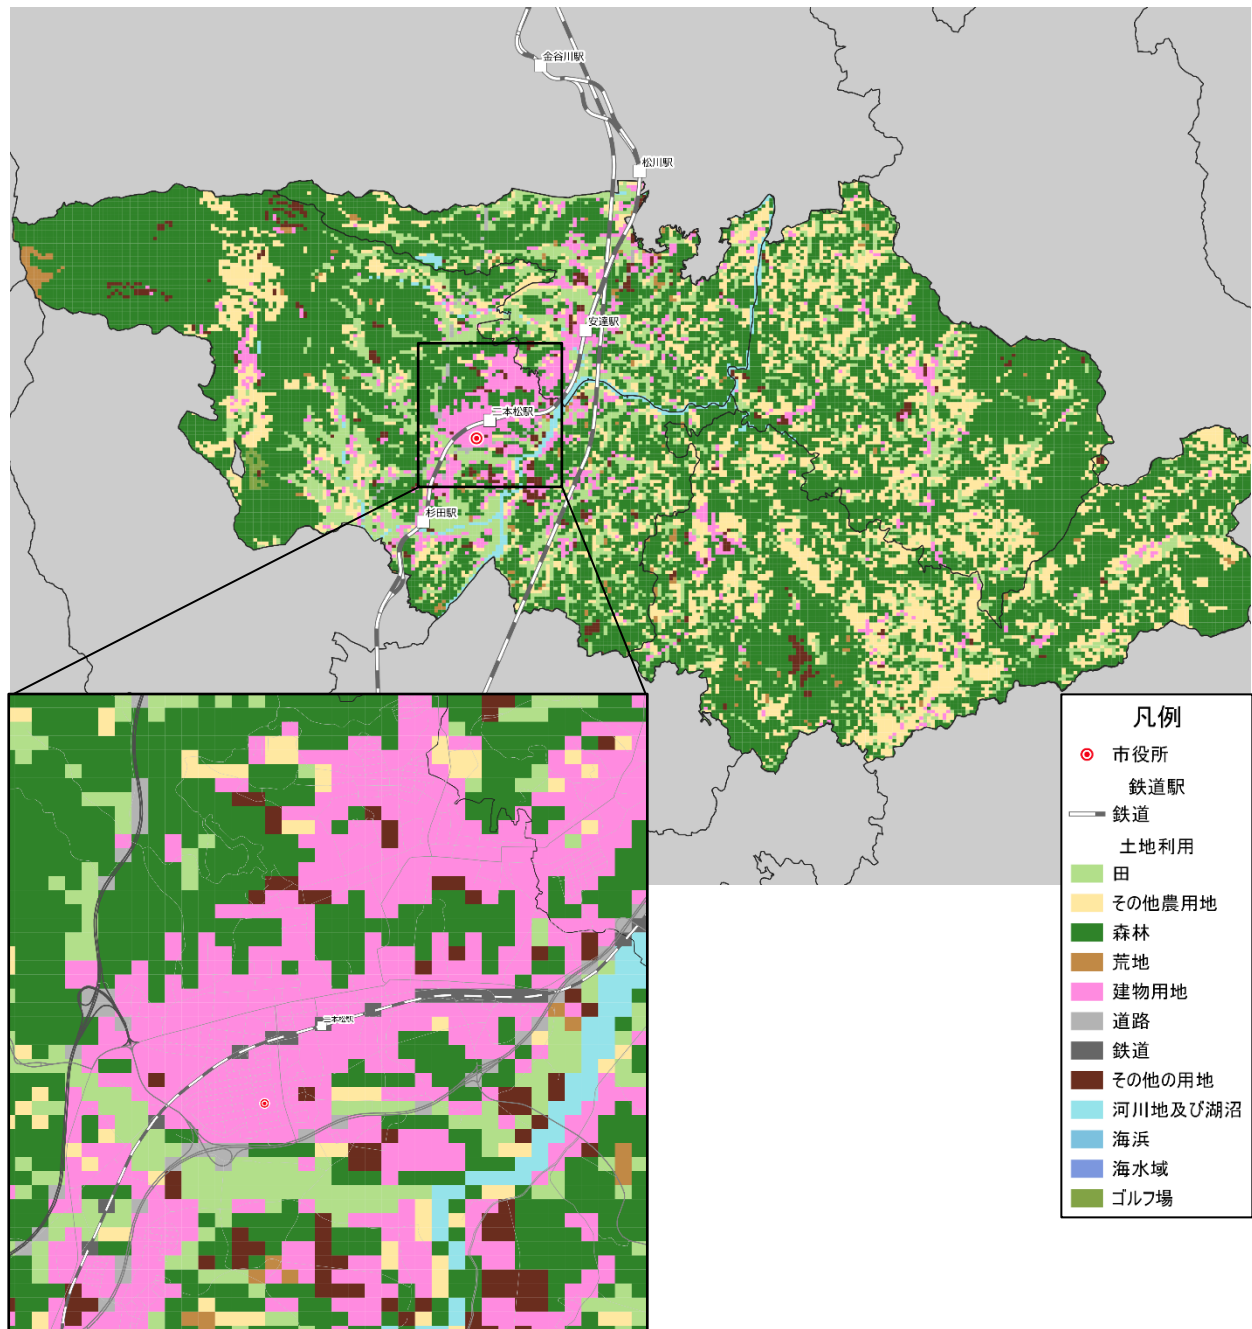 金谷川駅
松川駅
安達駅
二本松駅
杉田駅
二本松駅
凡例
市役所
鉄道駅
鉄道
土地利用
田
その他農用地
森林
荒地
建物用地
道路
鉄道
その他の用地
河川地及び湖沼
海浜
海水域
ゴルフ場